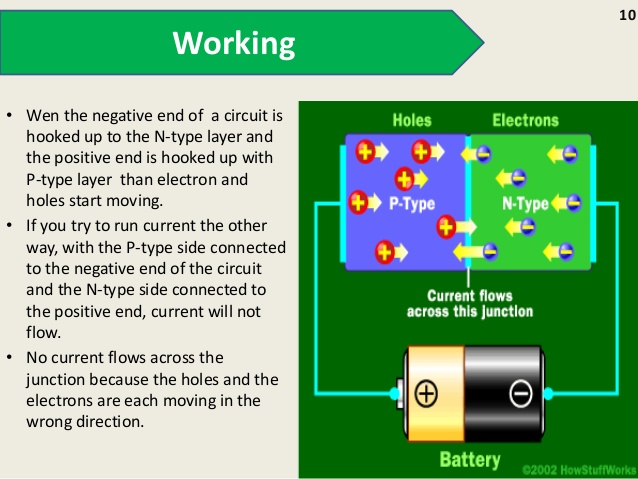 10
Working
• Wen the negative end of a circuit is
hooked up to the N-type layer and
the positive end is hooked up with
P-type layer than electron and
holes start moving.
• If you try to run current the other
way, with the P-type side connected
to the negative end of the circuit
and the N-type side connected to
the positive end, current will not
flow.
• No current flows across the
junction because the holes and the
electrons are each moving in the
wrong direction.
Holes Electrons
P-Type N-Type
Current flows
across this junction
Battery
©2002 HowStuffWorks